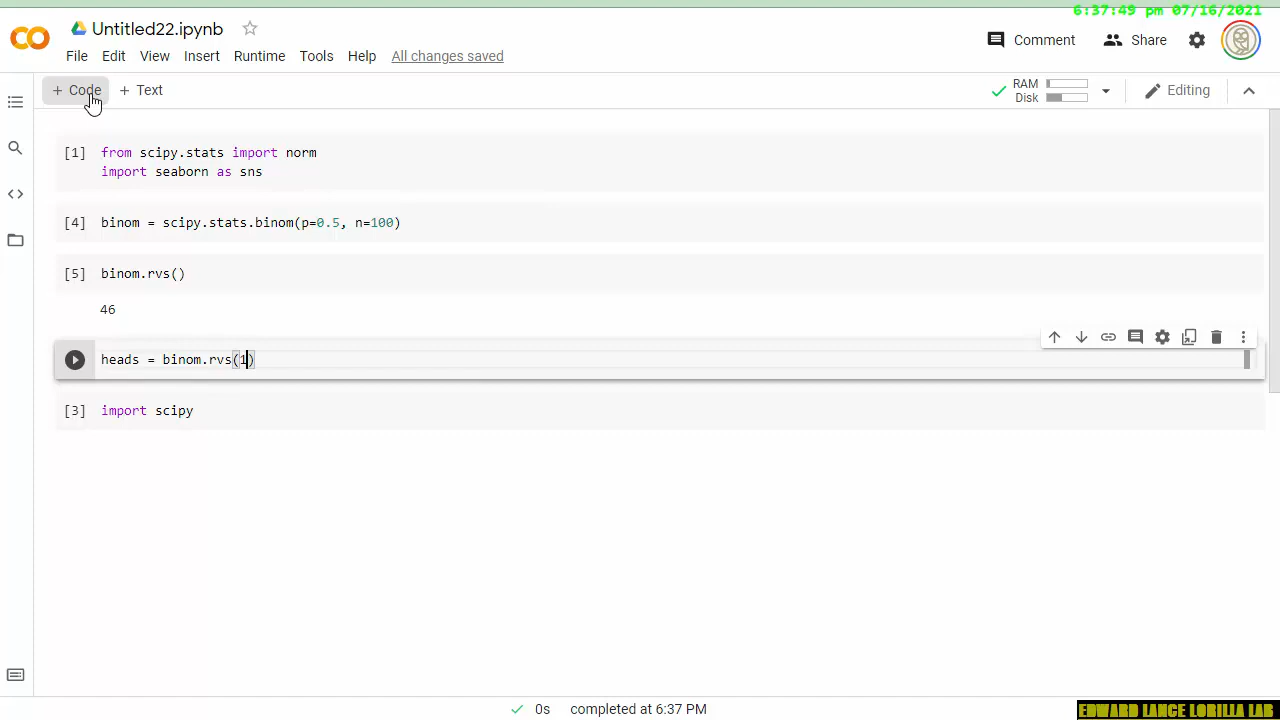 6:37:49 pm 07/16/2021
Untitled22.ipynb
File Edit View Insert Runtime Tools Help All changes saved
Comment Share
+ Code + Text
RAM
Disk
Editing
[1] from scipy.stats import norm
import seaborn as sns
[4] binom = scipy.stats.binom(p=0.5, n=100)
[5] binom.rvs()
46
heads = binom.rvs(1)
[3] import scipy
0s completed at 6:37 PM
EDWARD LANCE LORILLA LAB